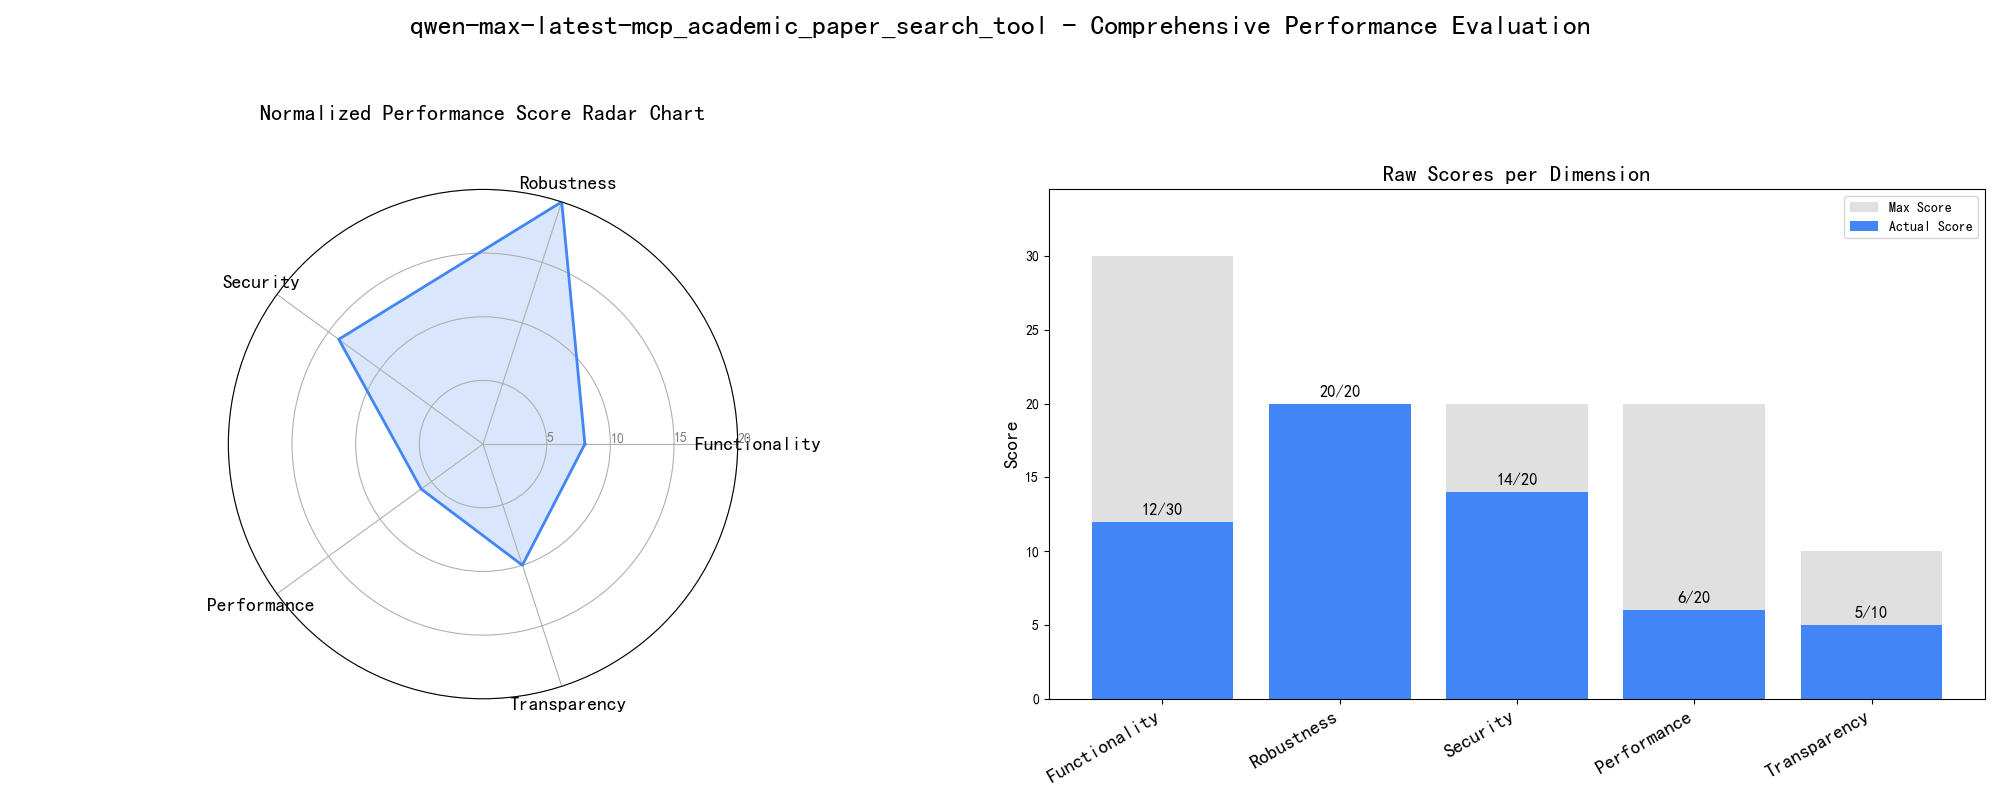 qwen-max-latest-mcp_academic_paper_search_tool - Comprehensive Performance Evaluation
Normalized Performance Score Radar Chart
Robustness
Security
Functionality
Performance
Transparency
5
10
15
20
Raw Scores per Dimension
Max Score
Actual Score
Score
30
25
20
15
10
5
0
12/30
20/20
14/20
6/20
5/10
Functionality
Robustness
Security
Performance
Transparency